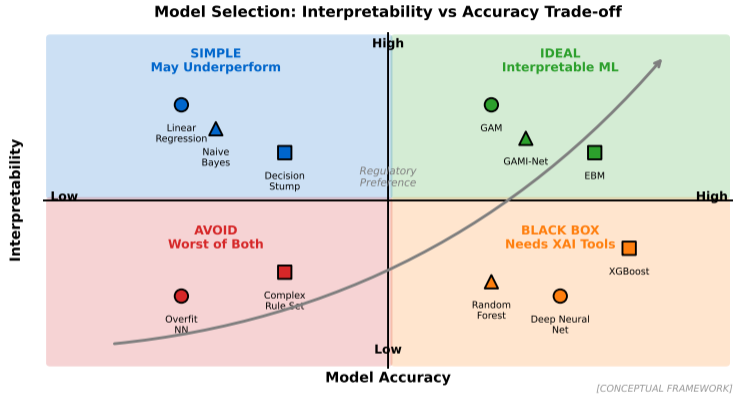 Model Selection: Interpretability vs Accuracy Trade-off
High
SIMPLE
May Underperform
IDEAL
Interpretable ML
Linear
Regression
Naive
Bayes
Decision
Stump
GAM
GAMI-Net
EBM
Regulatory
Preference
Interpretability
Low
High
AVOID
Worst of Both
BLACK BOX
Needs XAI Tools
XGBoost
Complex
Rule Set
Overfit
NN
Random
Forest
Deep Neural
Net
Low
Model Accuracy
[CONCEPTUAL FRAMEWORK]